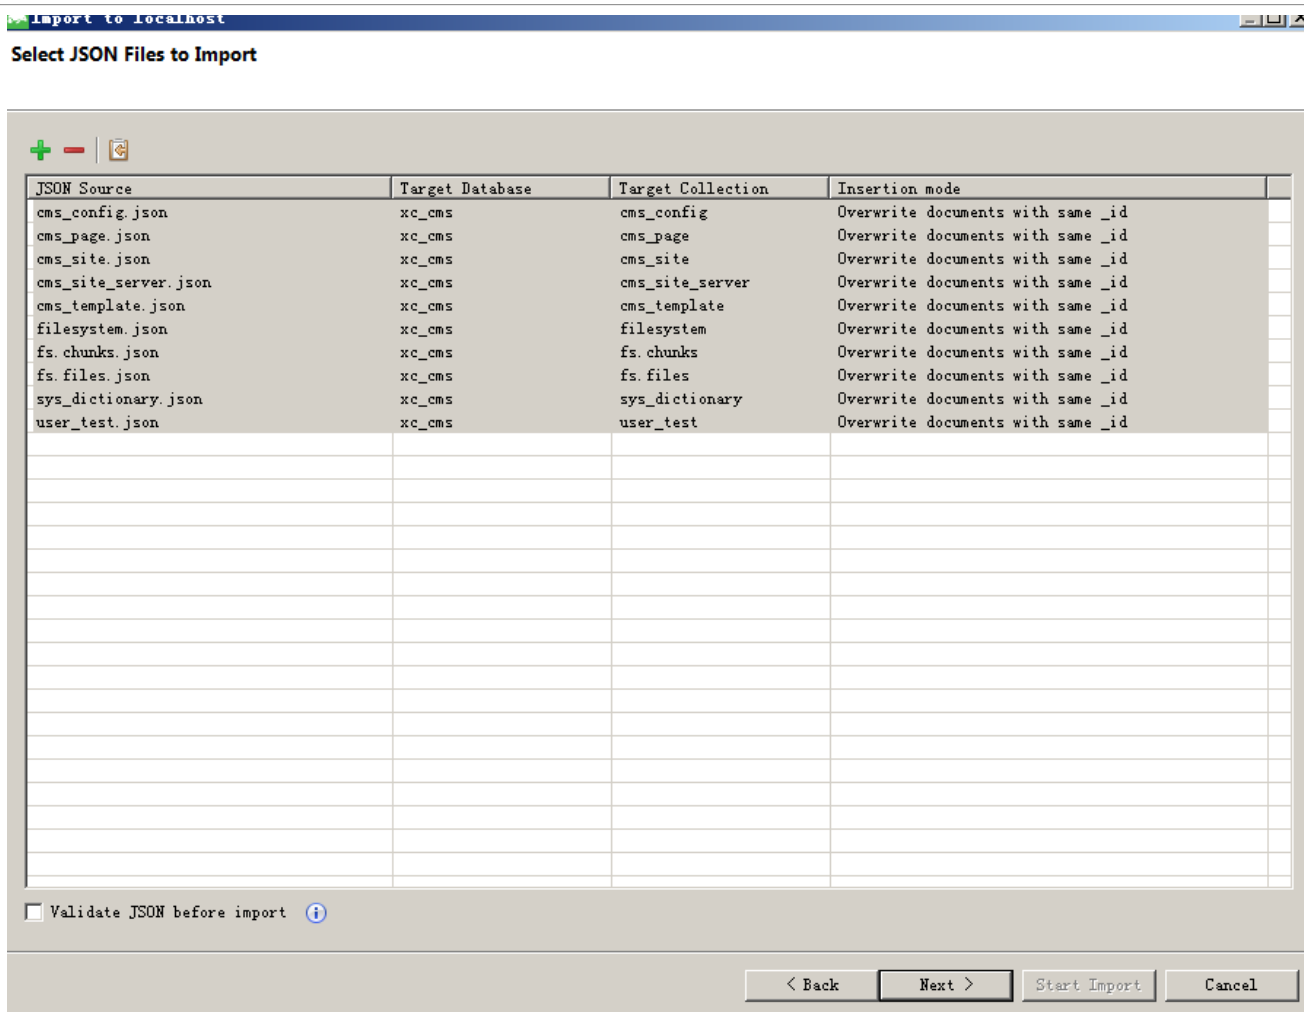 Import to localhost
Select JSON Files to Import
JSON Source Target Database Target Collection Insertion mode
cms_config.json xc_cms cms_config Overwrite documents with same _id
cms_page.json xc_cms cms_page Overwrite documents with same _id
cms_site.json xc_cms cms_site Overwrite documents with same _id
cms_site_server.json xc_cms cms_site_server Overwrite documents with same _id
cms_template.json xc_cms cms_template Overwrite documents with same _id
filesystem.json xc_cms filesystem Overwrite documents with same _id
fs.chunks.json xc_cms fs.chunks Overwrite documents with same _id
fs.files.json xc_cms fs.files Overwrite documents with same _id
sys_dictionary.json xc_cms sys_dictionary Overwrite documents with same _id
user_test.json xc_cms user_test Overwrite documents with same _id
Validate JSON before import
< Back Next > Start Import Cancel